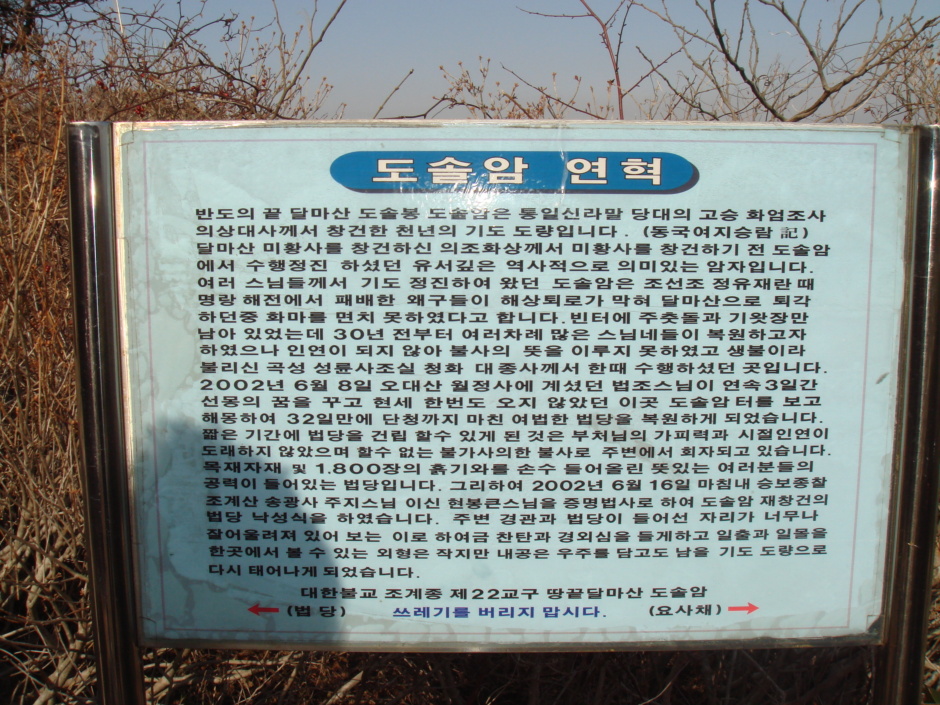 도솔암 연혁
반도의 끝 달마산 도솔봉 도솔암은 통일신라말 당대의 고승 화엄조사
의상대사께서 창건한 천년의 기도 도량입니다. (동국여지승람 記)
달마산 미황사를 창건하신 의조화상께서 미황사를 창건하기 전 도솔암
에서 수행정진 하셨던 유서깊은 역사적으로 의미있는 암자입니다.
여러 스님들께서 기도 정진하여 왔던 도솔암은 조선조 정유재란 때
명랑 해전에서 패배한 왜구들이 해상퇴로가 막혀 달마산으로 퇴각
하던중 화마를 면치 못하였다고 합니다. 빈터에 주춧돌과 기왓장만
남아 있었는데 30년 전부터 여러차례 많은 스님네들이 복원하고자
하였으나 인연이 되지 않아 불사의 뜻을 이루지 못하였고 생불이라
불리신 곡성 성륜사조실 청화 대종사께서 한때 수행하셨던 곳입니다.
2002년 6월 8일 오대산 월정사에 계셨던 법조스님이 연속3일간
선몽의 꿈을 꾸고 현세 한번도 오지 않았던 이곳 도솔암터를 보고
해몽하여 32일만에 단청까지 마친 여법한 법당을 복원하게 되었습니다.
짧은 기간에 법당을 건립 할수 있게 된 것은 부처님의 가피력과 시절인연이
도래하지 않았으며 할수 없는 불가사의한 불사로 주변에서 회자되고 있습니다.
목재자재 및 1.800장의 흙기와를 손수 들어올린 뜻있는 여러분들의
공력이 들어있는 법당입니다. 그리하여 2002년 6월 16일 마침내 승보종찰
조계산 송광사 주지스님 이신 현봉큰스님을 증명법사로 하여 도솔암 재창건의
법당 낙성식을 하였습니다. 주변 경관과 법당이 들어선 자리가 너무나
잘어울려져 있어 보는 이로 하여금 찬탄과 경외심을 들게하고 일출과 일몰을
한곳에서 볼 수 있는 외형은 작지만 내공은 우주를 담고도 남을 기도 도량으로
다시 태어나게 되었습니다.
대한불교 조계종 제22교구 땅끝달마산 도솔암
(법 당) 쓰레기를 버리지 맙시다. (요사채)